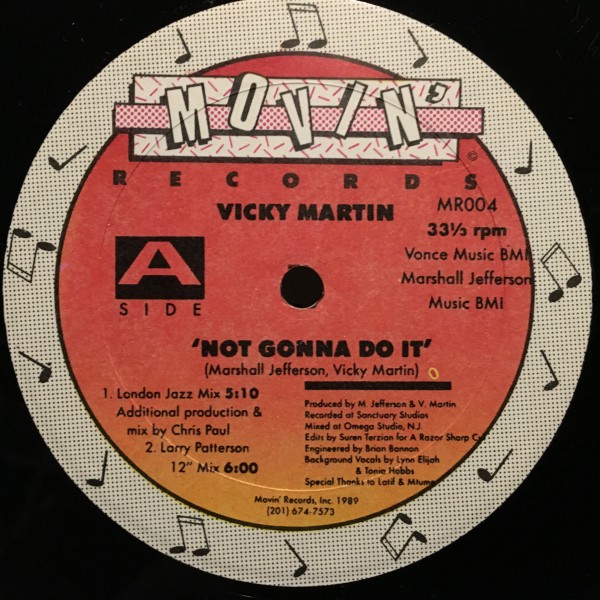 MOVIN'
©
RECORDS
VICKY MARTIN
MR004
33⅓ rpm
Vonce Music BMI
Marshall Jefferson
Music BMI
A
SIDE
'NOT GONNA DO IT'
(Marshall Jefferson, Vicky Martin)
1. London Jazz Mix 5:10
Additional production &
mix by Chris Paul
2. Larry Patterson
12" Mix 6:00
Produced by M. Jefferson & V. Martin
Recorded at Sanctuary Studios
Mixed at Omega Studio, N.J.
Edits by Suren Terzian for A Razor Sharp
Engineered by Brian Bannon
Background Vocals by Lynn Elijah
& Tonie Hobbs
Special Thanks to Latif & Mtume
Movin' Records, Inc. 1989
(201) 674-7573